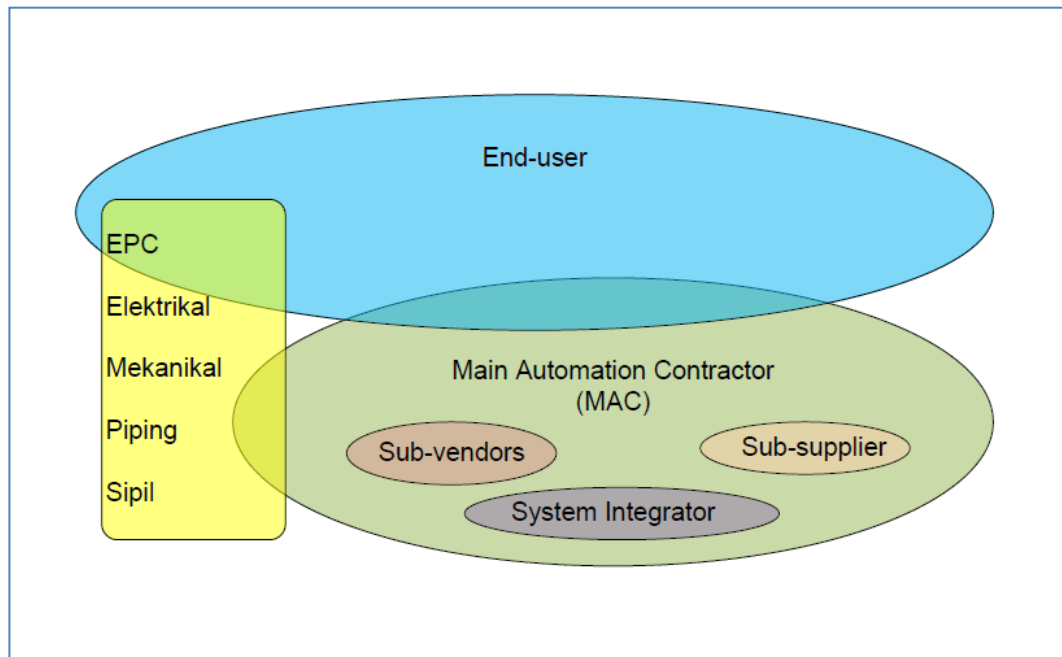 End-user
EPC
Elektrikal
Mekanikal
Piping
Sipil
Main Automation Contractor
(MAC)
Sub-vendors
Sub-supplier
System Integrator